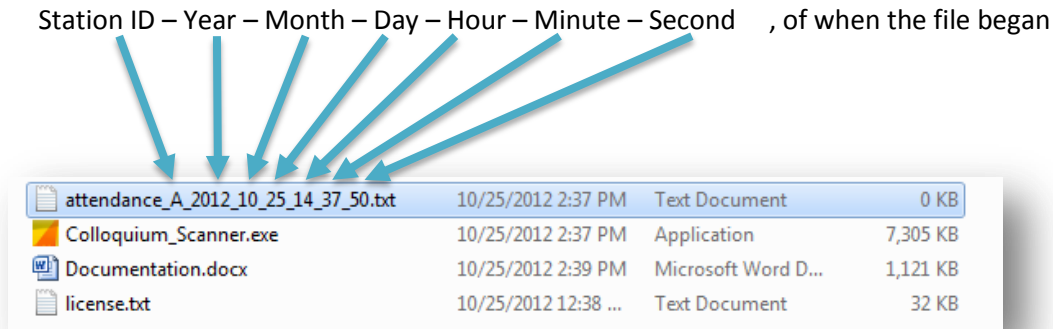 Station ID – Year – Month – Day – Hour – Minute – Second , of when the file began
attendance_A_2012_10_25_14_37_50.txt 10/25/2012 2:37 PM Text Document 0 KB
Colloquium_Scanner.exe 10/25/2012 2:37 PM Application 7,305 KB
Documentation.docx 10/25/2012 2:39 PM Microsoft Word D... 1,121 KB
license.txt 10/25/2012 12:38 ... Text Document 32 KB